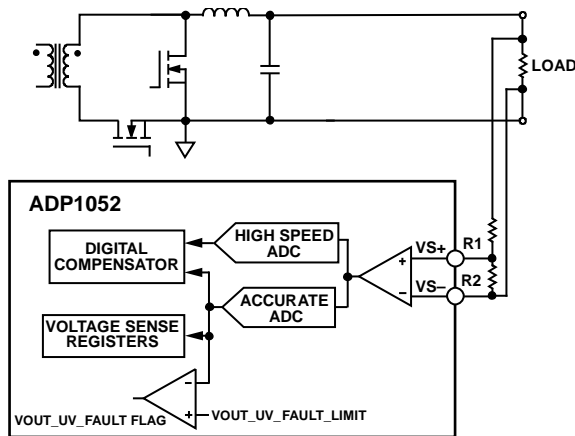 LOAD
ADP1052
DIGITAL
COMPENSATOR
HIGH SPEED
ADC
VS+
R1
R2
VS–
ACCURATE
ADC
VOLTAGE SENSE
REGISTERS
+
–
–
+
VOUT_UV_FAULT FLAG
VOUT_UV_FAULT_LIMIT